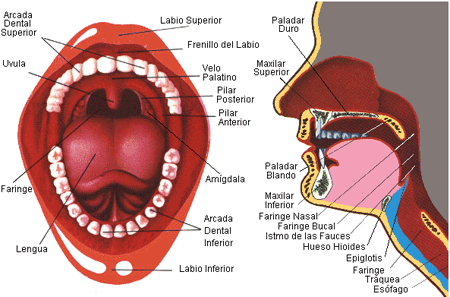 Arcada
Dental
Superior
Labio Superior
Frenillo del Labio
Uvula
Velo
Palatino
Pilar
Posterior
Pilar
Anterior
Faringe
Amígdala
Lengua
Arcada
Dental
Inferior
Labio Inferior
Paladar
Duro
Maxilar
Superior
Paladar
Blando
Maxilar
Inferior
Faringe Nasal
Faringe Bucal
Istmo de las Fauces
Hueso Hioides
Epiglotis
Faringe
Tráquea
Esófago